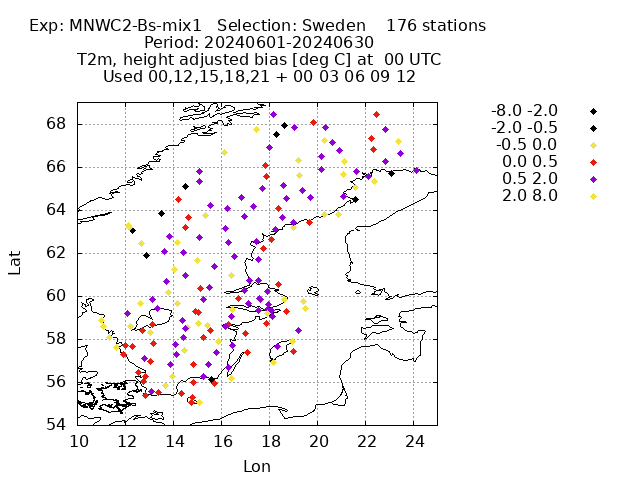 Exp: MNWC2-Bs-mix1 Selection: Sweden 176 stations
Period: 20240601-20240630
T2m, height adjusted bias [deg C] at 00 UTC
Used 00,12,15,18,21 + 00 03 06 09 12
-8.0 -2.0
-2.0 -0.5
-0.5 0.0
0.0 0.5
0.5 2.0
2.0 8.0
68
66
64
62
60
58
56
54
Lat
10 12 14 16 18 20 22 24
Lon